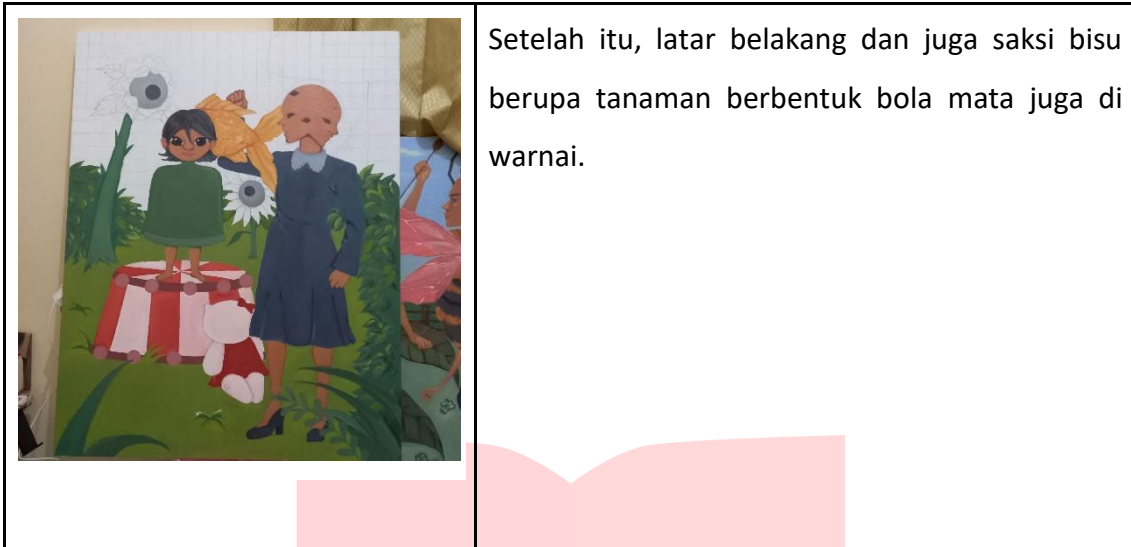 Setelah itu, latar belakang dan juga saksi bisu
berupa tanaman berbentuk bola mata juga di
warnai.